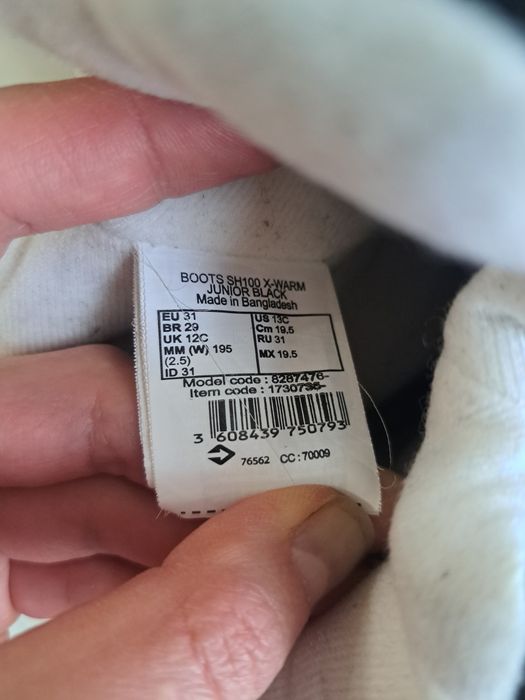 BOOTS SH100 X-WARM
JUNIOR BLACK
Made in Bangladesh
EU 31 US 13C
BR 29 Cm 19.5
UK 12C RU 31
MM (W) 195 MX 19.5
(2.5)
ID 31
Model code : 8287476-
Item code : 1730735-
3 608439 750793
76562 CC : 70009